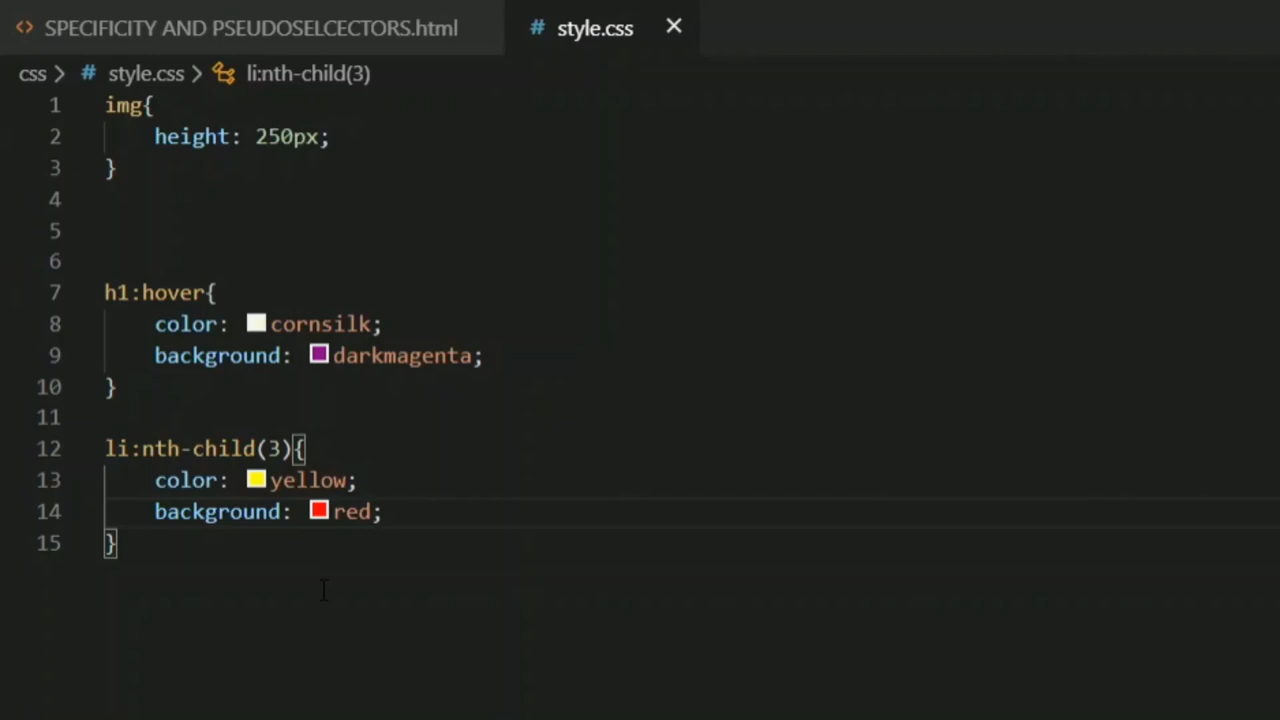 <> SPECIFICITY AND PSEUDOSELCECTORS.html # style.css ×
css > # style.css > li:nth-child(3)
1 img{
2 height: 250px;
3 }
4
5
6
7 h1:hover{
8 color: cornsilk;
9 background: darkmagenta;
10 }
11
12 li:nth-child(3){
13 color: yellow;
14 background: red;
15 }